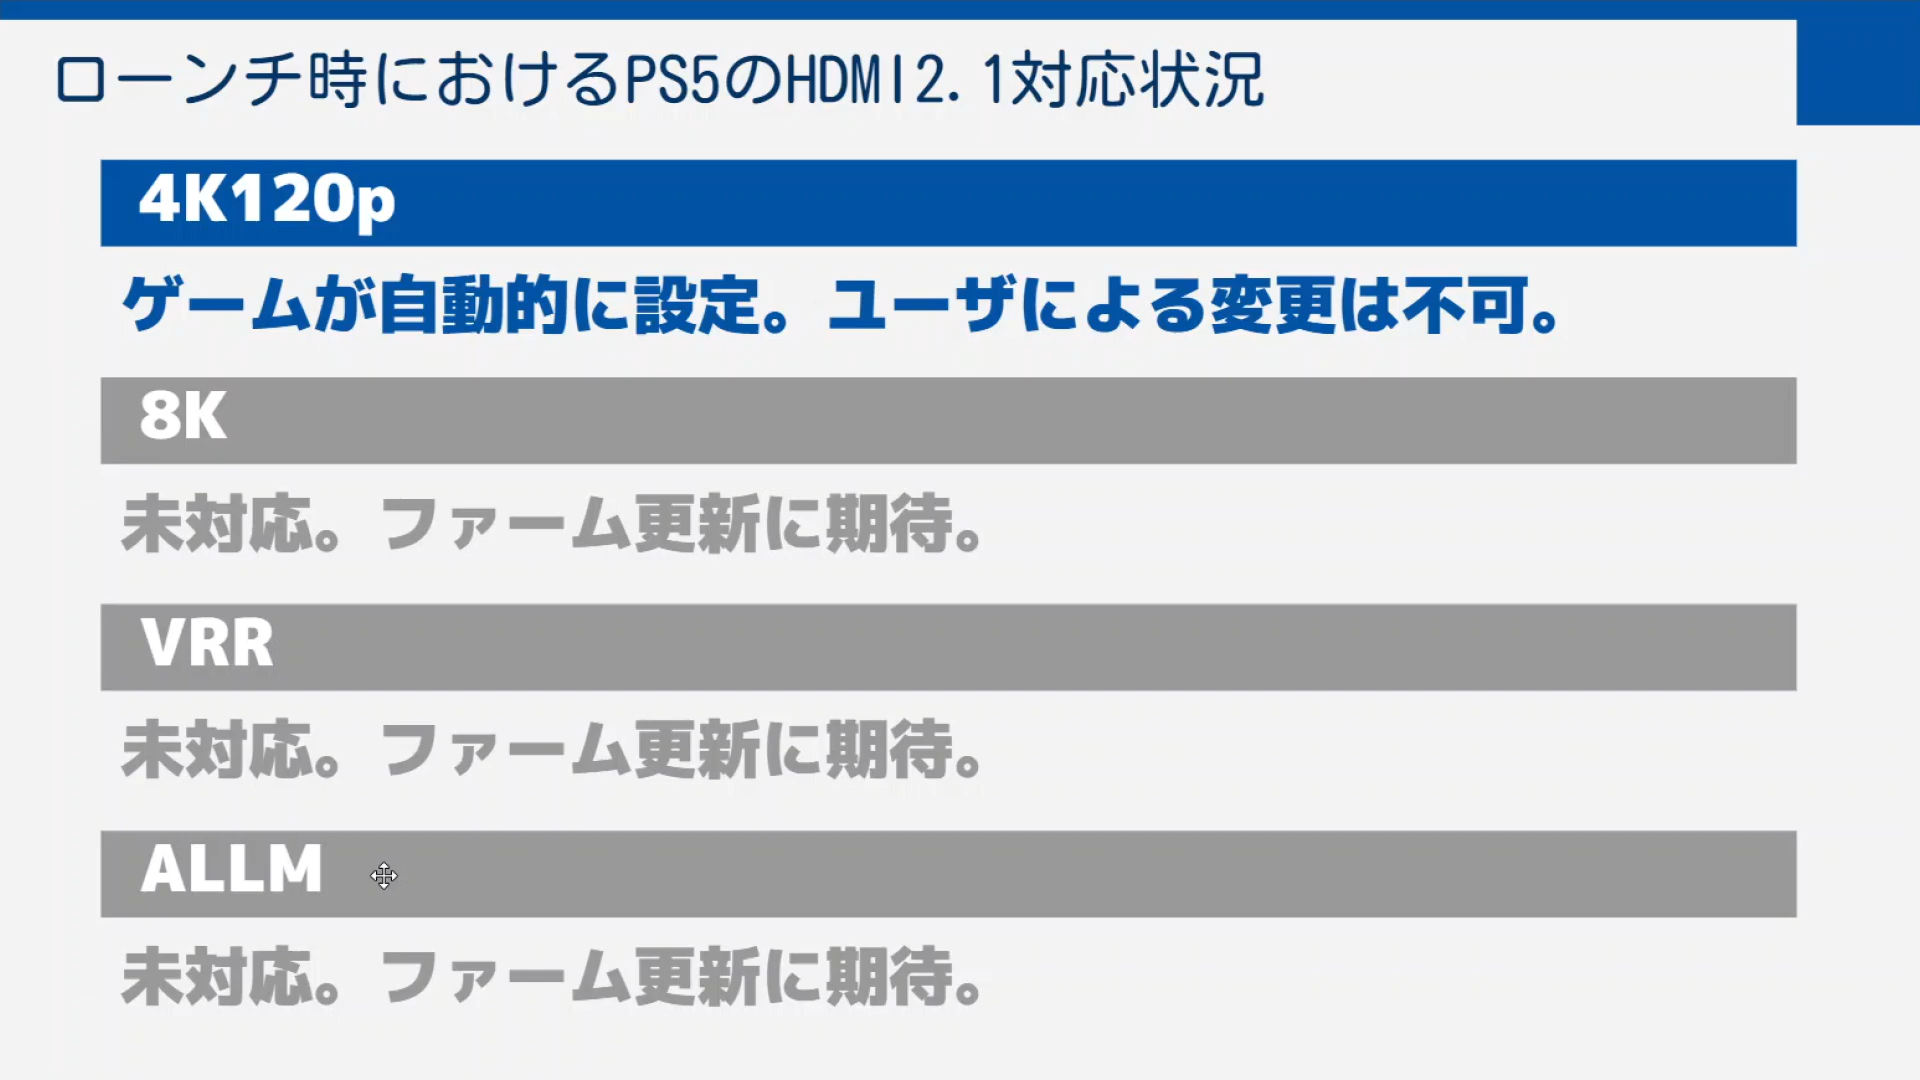 ローンチ時におけるPS5のHDMI2.1対応状況
4K120p
ゲームが自動的に設定。ユーザによる変更は不可。
8K
未対応。ファーム更新に期待。
VRR
未対応。ファーム更新に期待。
ALLM
未対応。ファーム更新に期待。